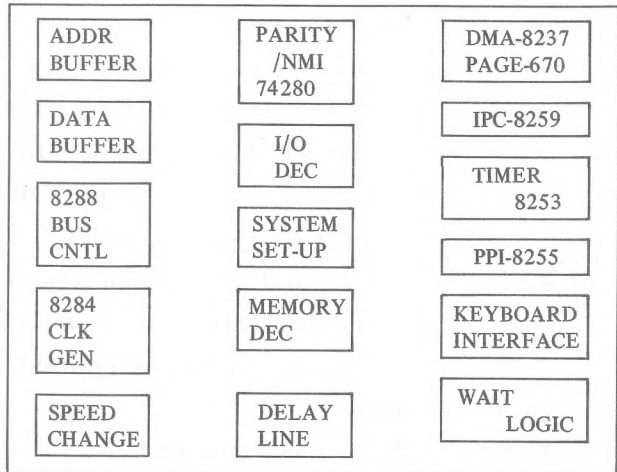 ADDR
BUFFER
DATA
BUFFER
8288
BUS
CNTL
8284
CLK
GEN
SPEED
CHANGE
PARITY
/NMI
74280
I/O
DEC
SYSTEM
SET-UP
MEMORY
DEC
DELAY
LINE
DMA-8237
PAGE-670
IPC-8259
TIMER
8253
PPI-8255
KEYBOARD
INTERFACE
WAIT
LOGIC